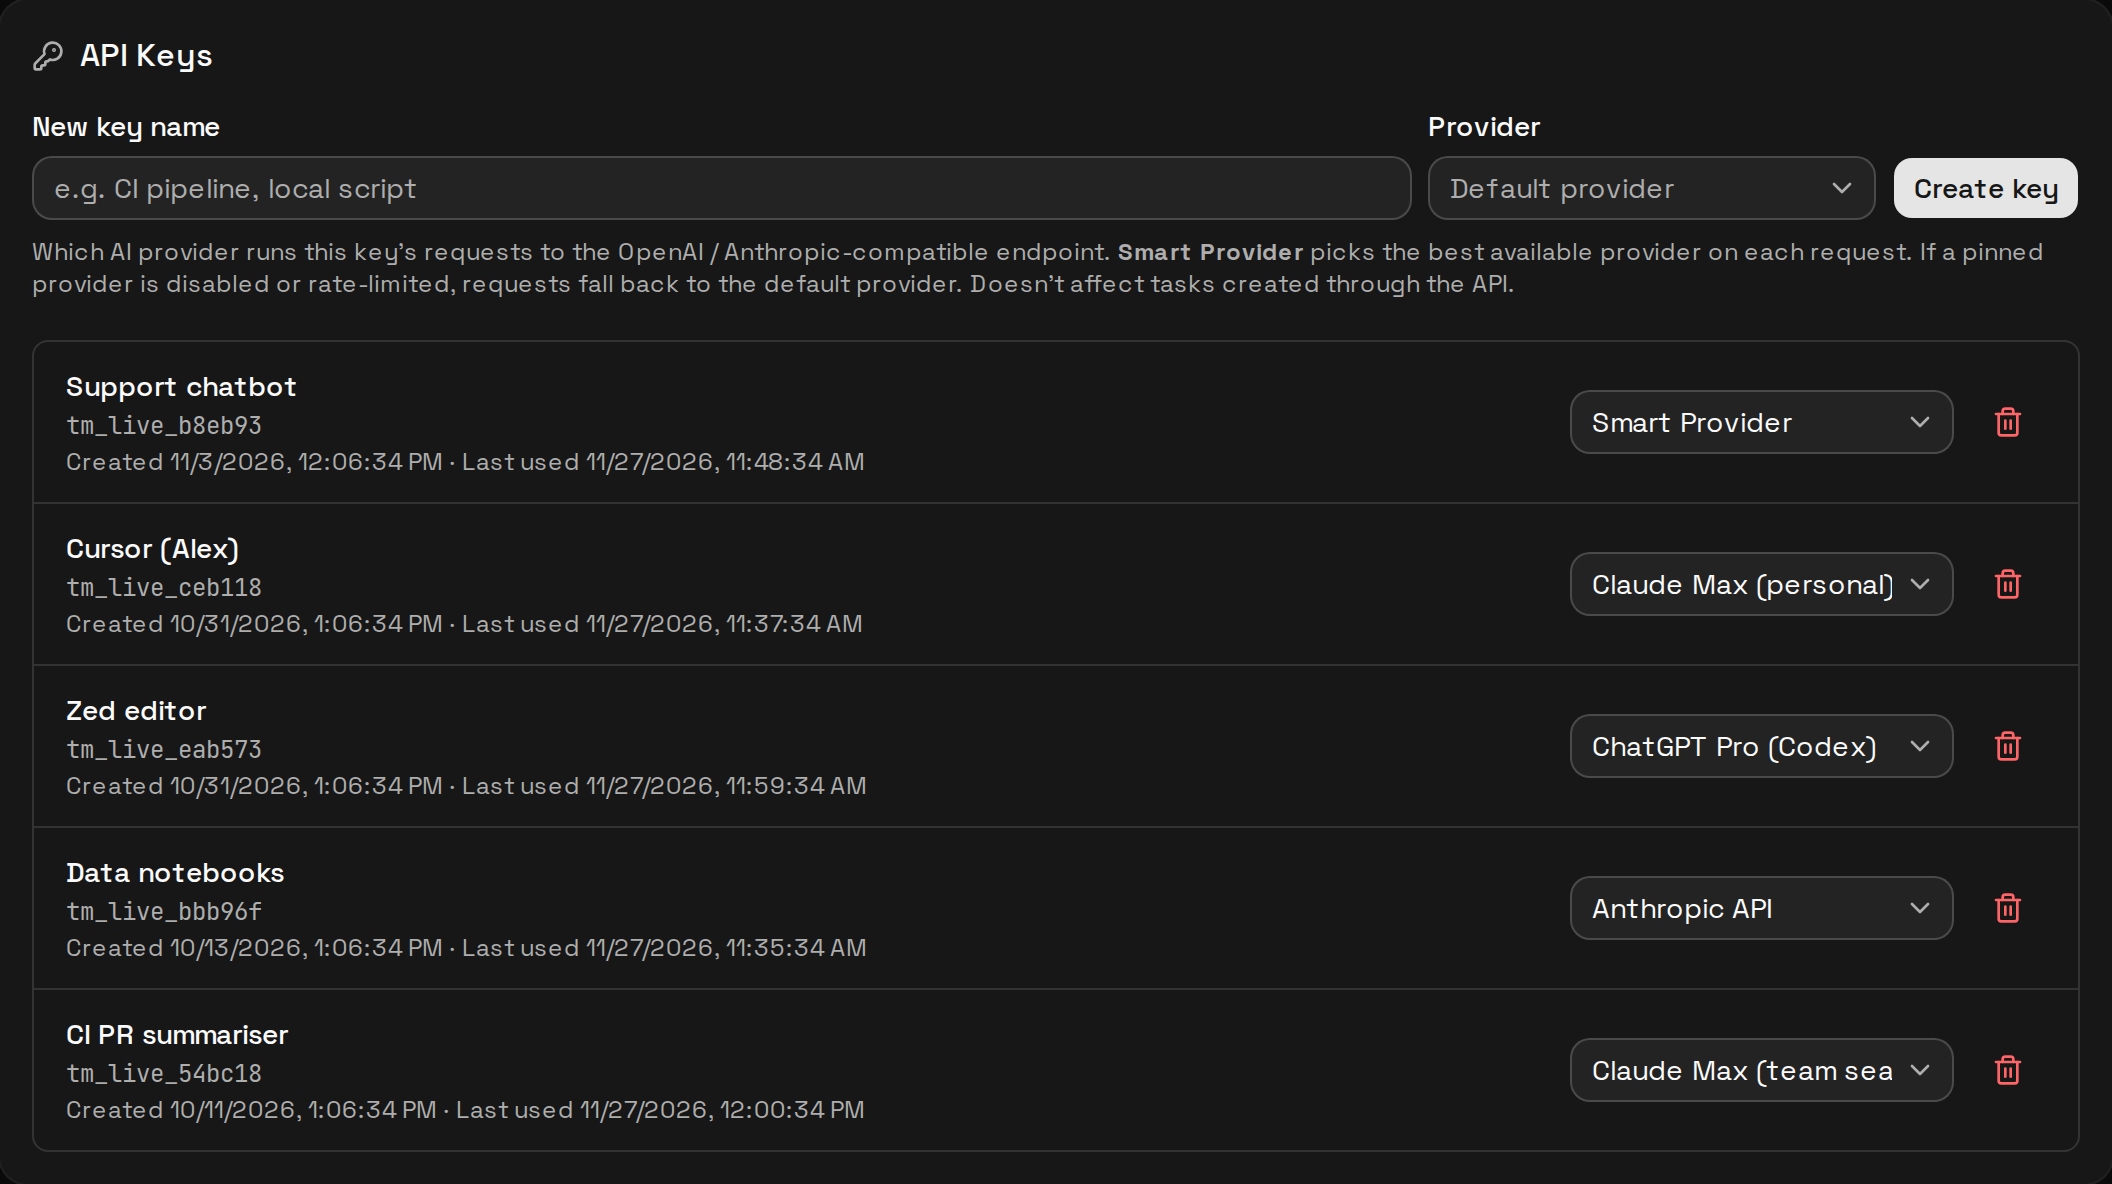 API Keys
New key name
Provider
e.g. CI pipeline, local script
Default provider
Create key
Which AI provider runs this key's requests to the OpenAI / Anthropic-compatible endpoint. Smart Provider picks the best available provider on each request. If a pinned
provider is disabled or rate-limited, requests fall back to the default provider. Doesn't affect tasks created through the API.
Support chatbot
tm_live_b8eb93
Created 11/3/2026, 12:06:34 PM · Last used 11/27/2026, 11:48:34 AM
Smart Provider
Cursor (Alex)
tm_live_ceb118
Created 10/31/2026, 1:06:34 PM · Last used 11/27/2026, 11:37:34 AM
Claude Max (personal)
Zed editor
tm_live_eab573
Created 10/31/2026, 1:06:34 PM · Last used 11/27/2026, 11:59:34 AM
ChatGPT Pro (Codex)
Data notebooks
tm_live_bbb96f
Created 10/13/2026, 1:06:34 PM · Last used 11/27/2026, 11:35:34 AM
Anthropic API
CI PR summariser
tm_live_54bc18
Created 10/11/2026, 1:06:34 PM · Last used 11/27/2026, 12:00:34 PM
Claude Max (team sea